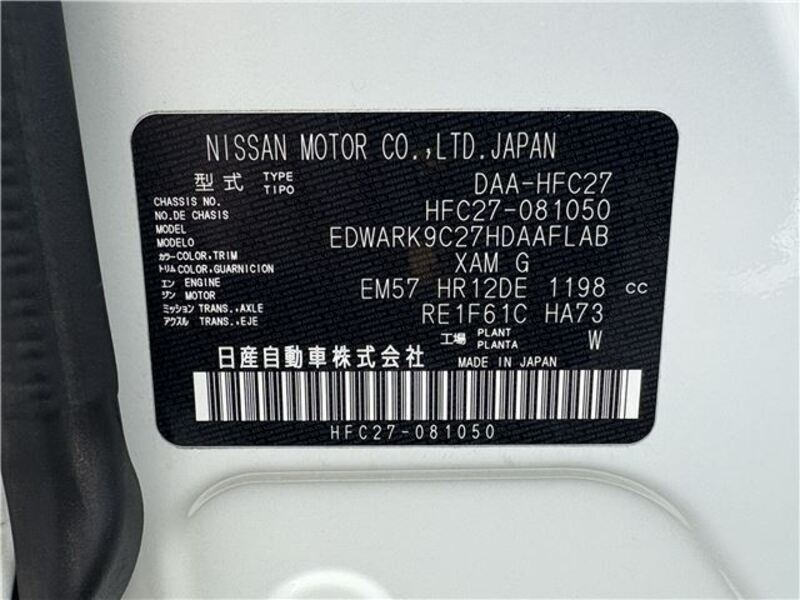 NISSAN MOTOR CO.,LTD.JAPAN
型式 TYPE TIPO DAA-HFC27
CHASSIS NO. NO.DE CHASIS HFC27-081050
MODEL MODELO EDWARK9C27HDAAFLAB
カラー COLOR,TRIM トリム COLOR,GUARNICION XAM G
エン ENGINE ジン MOTOR EM57 HR12DE 1198 cc
ミッション TRANS.,AXLE アクスル TRANS.,EJE RE1F61C HA73
工場 PLANT PLANTA W
日産自動車株式会社 MADE IN JAPAN
HFC27-081050